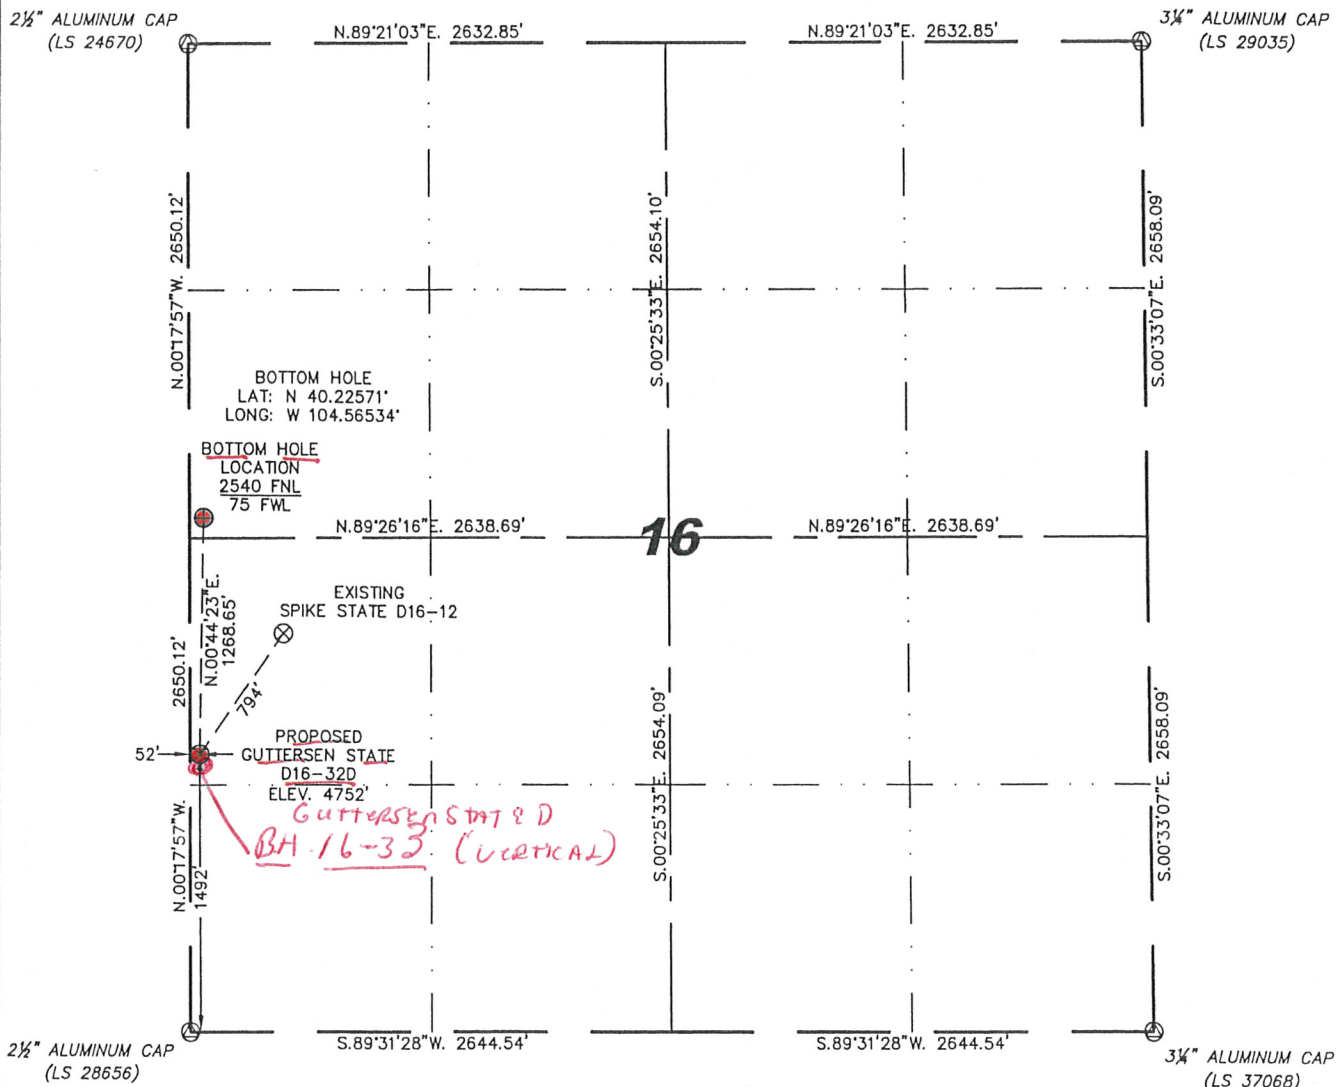 2½" ALUMINUM CAP
(LS 24670)
N.89°21'03"E. 2632.85'
N.89°21'03"E. 2632.85'
3¼" ALUMINUM CAP
(LS 29035)
N.00°17'57"W. 2650.12'
S.00°25'33"E. 2654.10'
S.00°33'07"E. 2658.09'
BOTTOM HOLE
LAT: N 40.22571°
LONG: W 104.56534°
BOTTOM HOLE
LOCATION
2540 FNL
75 FWL
N.89°26'16"E. 2638.69'
16
N.89°26'16"E. 2638.69'
N.00°44'23"E.
1268.65'
EXISTING
SPIKE STATE D16-12
794'
2650.12'
N.00°17'57"W.
52'
PROPOSED
GUTTERSEN STATE
D16-32D
ELEV. 4752'
GUTTERSEN STATE D
BH 16-33 (VERTICAL)
S.00°25'33"E. 2654.09'
S.00°33'07"E. 2658.09'
1492'
2½" ALUMINUM CAP
(LS 28656)
S.89°31'28"W. 2644.54'
S.89°31'28"W. 2644.54'
3¼" ALUMINUM CAP
(LS 37068)